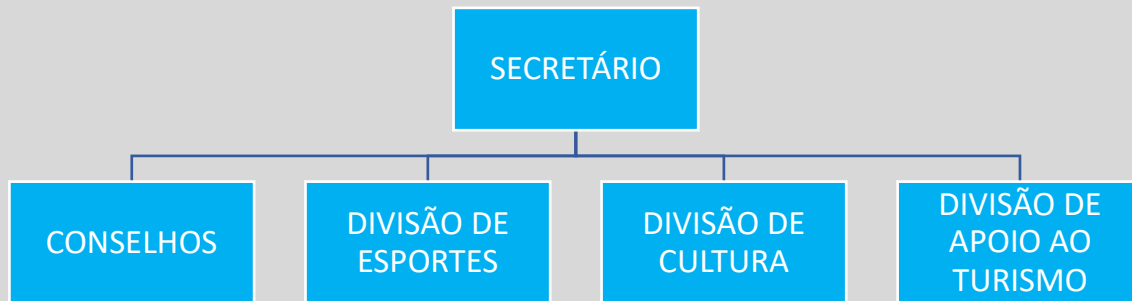 SECRETÁRIO
CONSELHOS
DIVISÃO DE
ESPORTES
DIVISÃO DE
CULTURA
DIVISÃO DE
APOIO AO
TURISMO